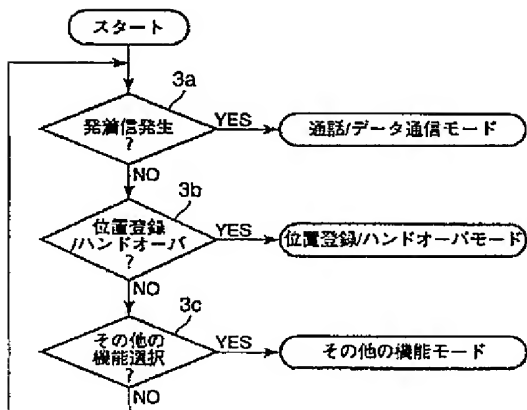 スタート
3a
発着信発生
?
YES
通話/データ通信モード
NO
3b
位置登録
/ハンドオーバ
?
YES
位置登録/ハンドオーバモード
NO
3c
その他の
機能選択
?
YES
その他の機能モード
NO